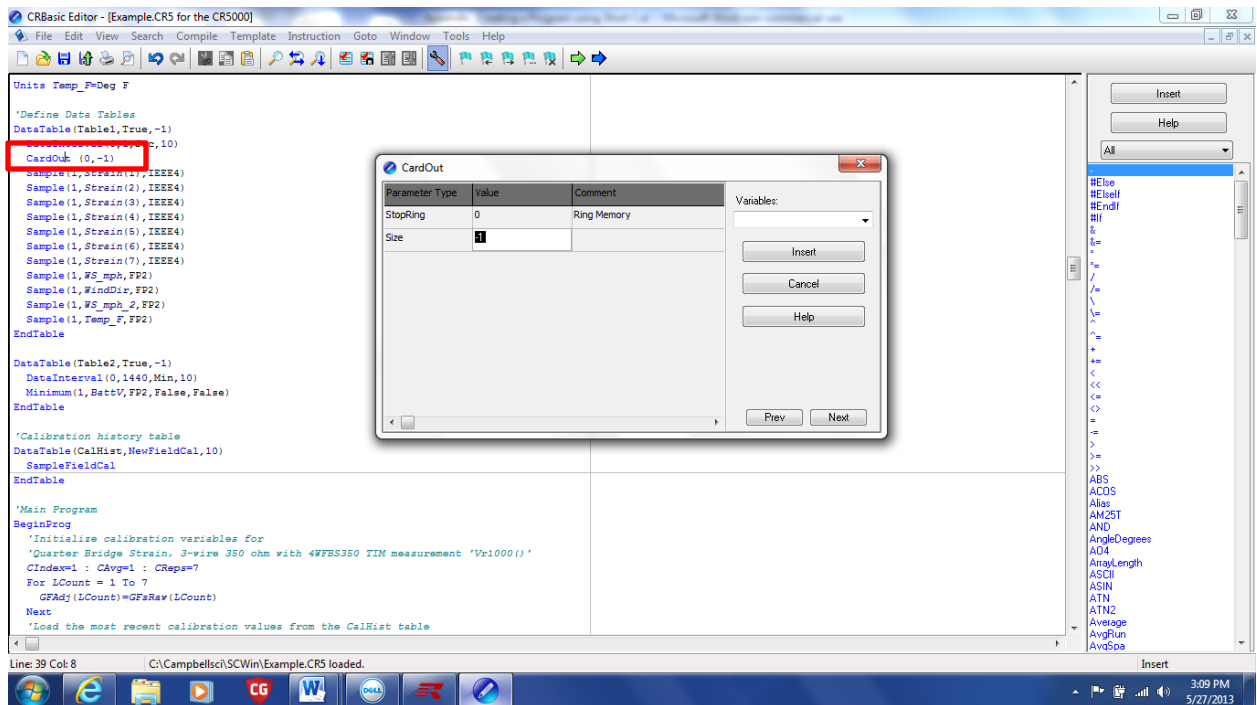 CRBasic Editor - [Example.CR5 for the CR5000]
File Edit View Search Compile Template Instruction Goto Window Tools Help
Units Temp_F=Deg F
'Define Data Tables
DataTable(Table1,True,-1)
CardOut (0,-1)
Sample(1,Strain(1),IEEE4)
Sample(1,Strain(2),IEEE4)
Sample(1,Strain(3),IEEE4)
Sample(1,Strain(4),IEEE4)
Sample(1,Strain(5),IEEE4)
Sample(1,Strain(6),IEEE4)
Sample(1,Strain(7),IEEE4)
Sample(1,WS_mph,FP2)
Sample(1,WindDir,FP2)
Sample(1,WS_mph_2,FP2)
Sample(1,Temp_F,FP2)
EndTable
DataTable(Table2,True,-1)
DataInterval(0,1440,Min,10)
Minimum(1,BattV,FP2,False,False)
EndTable
'Calibration history table
DataTable(CalHist,NewFieldCal,10)
SampleFieldCal
EndTable
'Main Program
BeginProg
'Initialize calibration variables for
'Quarter Bridge Strain, 3-wire 350 ohm with 4WFBS350 TIM measurement 'Vr1000()'
CIndex=1 : CAvg=1 : CReps=7
For LCount = 1 To 7
GFAdj(LCount)=GFsRaw(LCount)
Next
'Load the most recent calibration values from the CalHist table
CardOut
Parameter Type Value Comment
StopRing 0 Ring Memory
Size -1
Variables:
Insert
Cancel
Help
Prev Next
Insert
Help
All
-
#Else
#ElseIf
#EndIf
#If
&
&=
*
*=
/
/=
\
\=
^
^=
+
+=
<
<<
<=
<>
=
-=
>
>=
>>
ABS
ACOS
Alias
AM25T
AND
AngleDegrees
AO4
ArrayLength
ASCII
ASIN
ATN
ATN2
Average
AvgRun
AvgSpa
Line: 39 Col: 8 C:\Campbellsci\SCWin\Example.CR5 loaded. Insert
CG
W
DELL
3:09 PM
5/27/2013